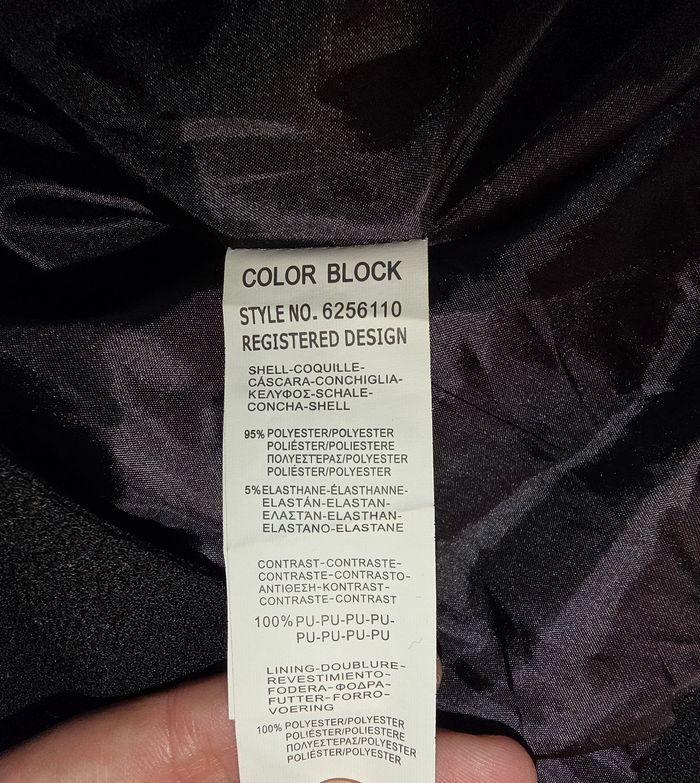 COLOR BLOCK
STYLE NO. 6256110
REGISTERED DESIGN
SHELL-COQUILLE-
CÁSCARA-CONCHIGLIA-
ΚΕΛΥΦΟΣ-SCHALE-
CONCHA-SHELL
95% POLYESTER/POLYESTER
POLIÉSTER/POLIESTERE
ΠΟΛΥΕΣΤΈΡΑΣ/POLYESTER
POLIÉSTER/POLYESTER
5%ELASTHANE-ÉLASTHANNE-
ELASTÁN-ELASTAN-
ΕΛΑΣΤΑΝ-ELASTHAN-
ELASTANO-ELASTANE
CONTRAST-CONTRASTE-
CONTRASTE-CONTRASTO-
ΑΝΤΙΘΕΣΗ-KONTRAST-
CONTRASTE-CONTRAST
100% PU-PU-PU-PU-
PU-PU-PU-PU
LINING-DOUBLURE-
REVESTIMIENTO-
FODERA-ΦΟΔΡΑ-
FUTTER-FORRO-
VOERING
100% POLYESTER/POLYESTER
POLIÉSTER/POLIESTERE
ΠΟΛΥΕΣΤΈΡΑΣ/POLYESTER
POLIÉSTER/POLYESTER